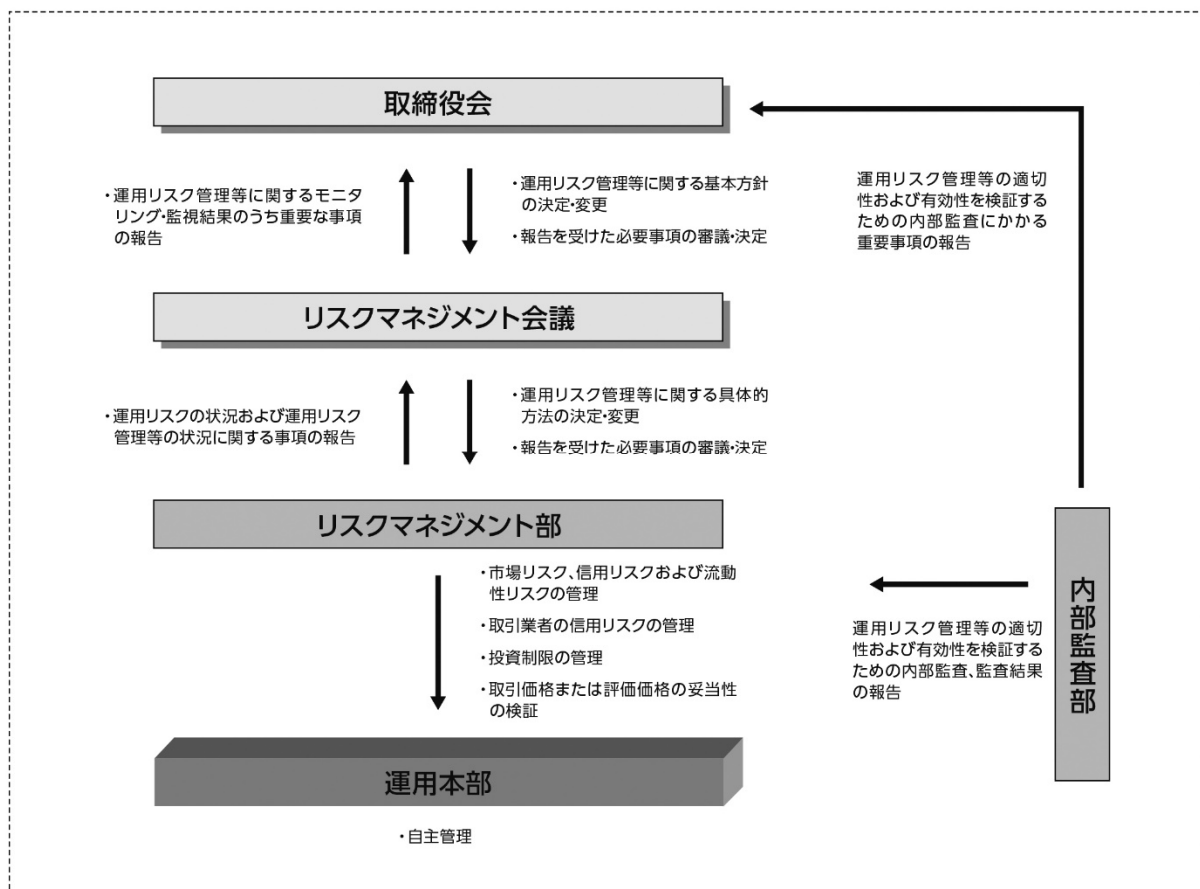 取締役会
・運用リスク管理等に関するモニタ
リング・監視結果のうち重要な事項
の報告
・運用リスク管理等に関する基本方針
の決定・変更
・報告を受けた必要事項の審議・決定
運用リスク管理等の適切
性および有効性を検証する
ための内部監査にかかる
重要事項の報告
リスクマネジメント会議
・運用リスクの状況および運用リスク
管理等の状況に関する事項の報告
・運用リスク管理等に関する具体的
方法の決定・変更
・報告を受けた必要事項の審議・決定
リスクマネジメント部
・市場リスク、信用リスクおよび流動
性リスクの管理
・取引業者の信用リスクの管理
・投資制限の管理
・取引価格または評価価格の妥当性
の検証
運用リスク管理等の適切
性および有効性を検証する
ための内部監査、監査結果
の報告
内部監査部
運用本部
・自主管理